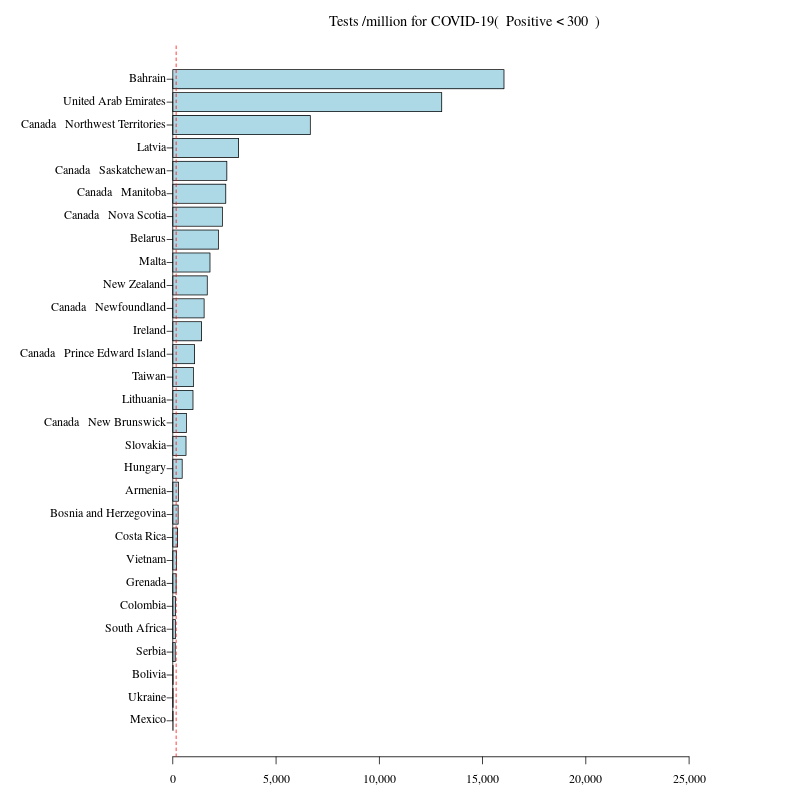 Tests /million for COVID-19(  Positive < 300  )
Bahrain
United Arab Emirates
Canada   Northwest Territories
Latvia
Canada   Saskatchewan
Canada   Manitoba
Canada   Nova Scotia
Belarus
Malta
New Zealand
Canada   Newfoundland
Ireland
Canada   Prince Edward Island
Taiwan
Lithuania
Canada   New Brunswick
Slovakia
Hungary
Armenia
Bosnia and Herzegovina
Costa Rica
Vietnam
Grenada
Colombia
South Africa
Serbia
Bolivia
Ukraine
Mexico
0 5,000 10,000 15,000 20,000 25,000